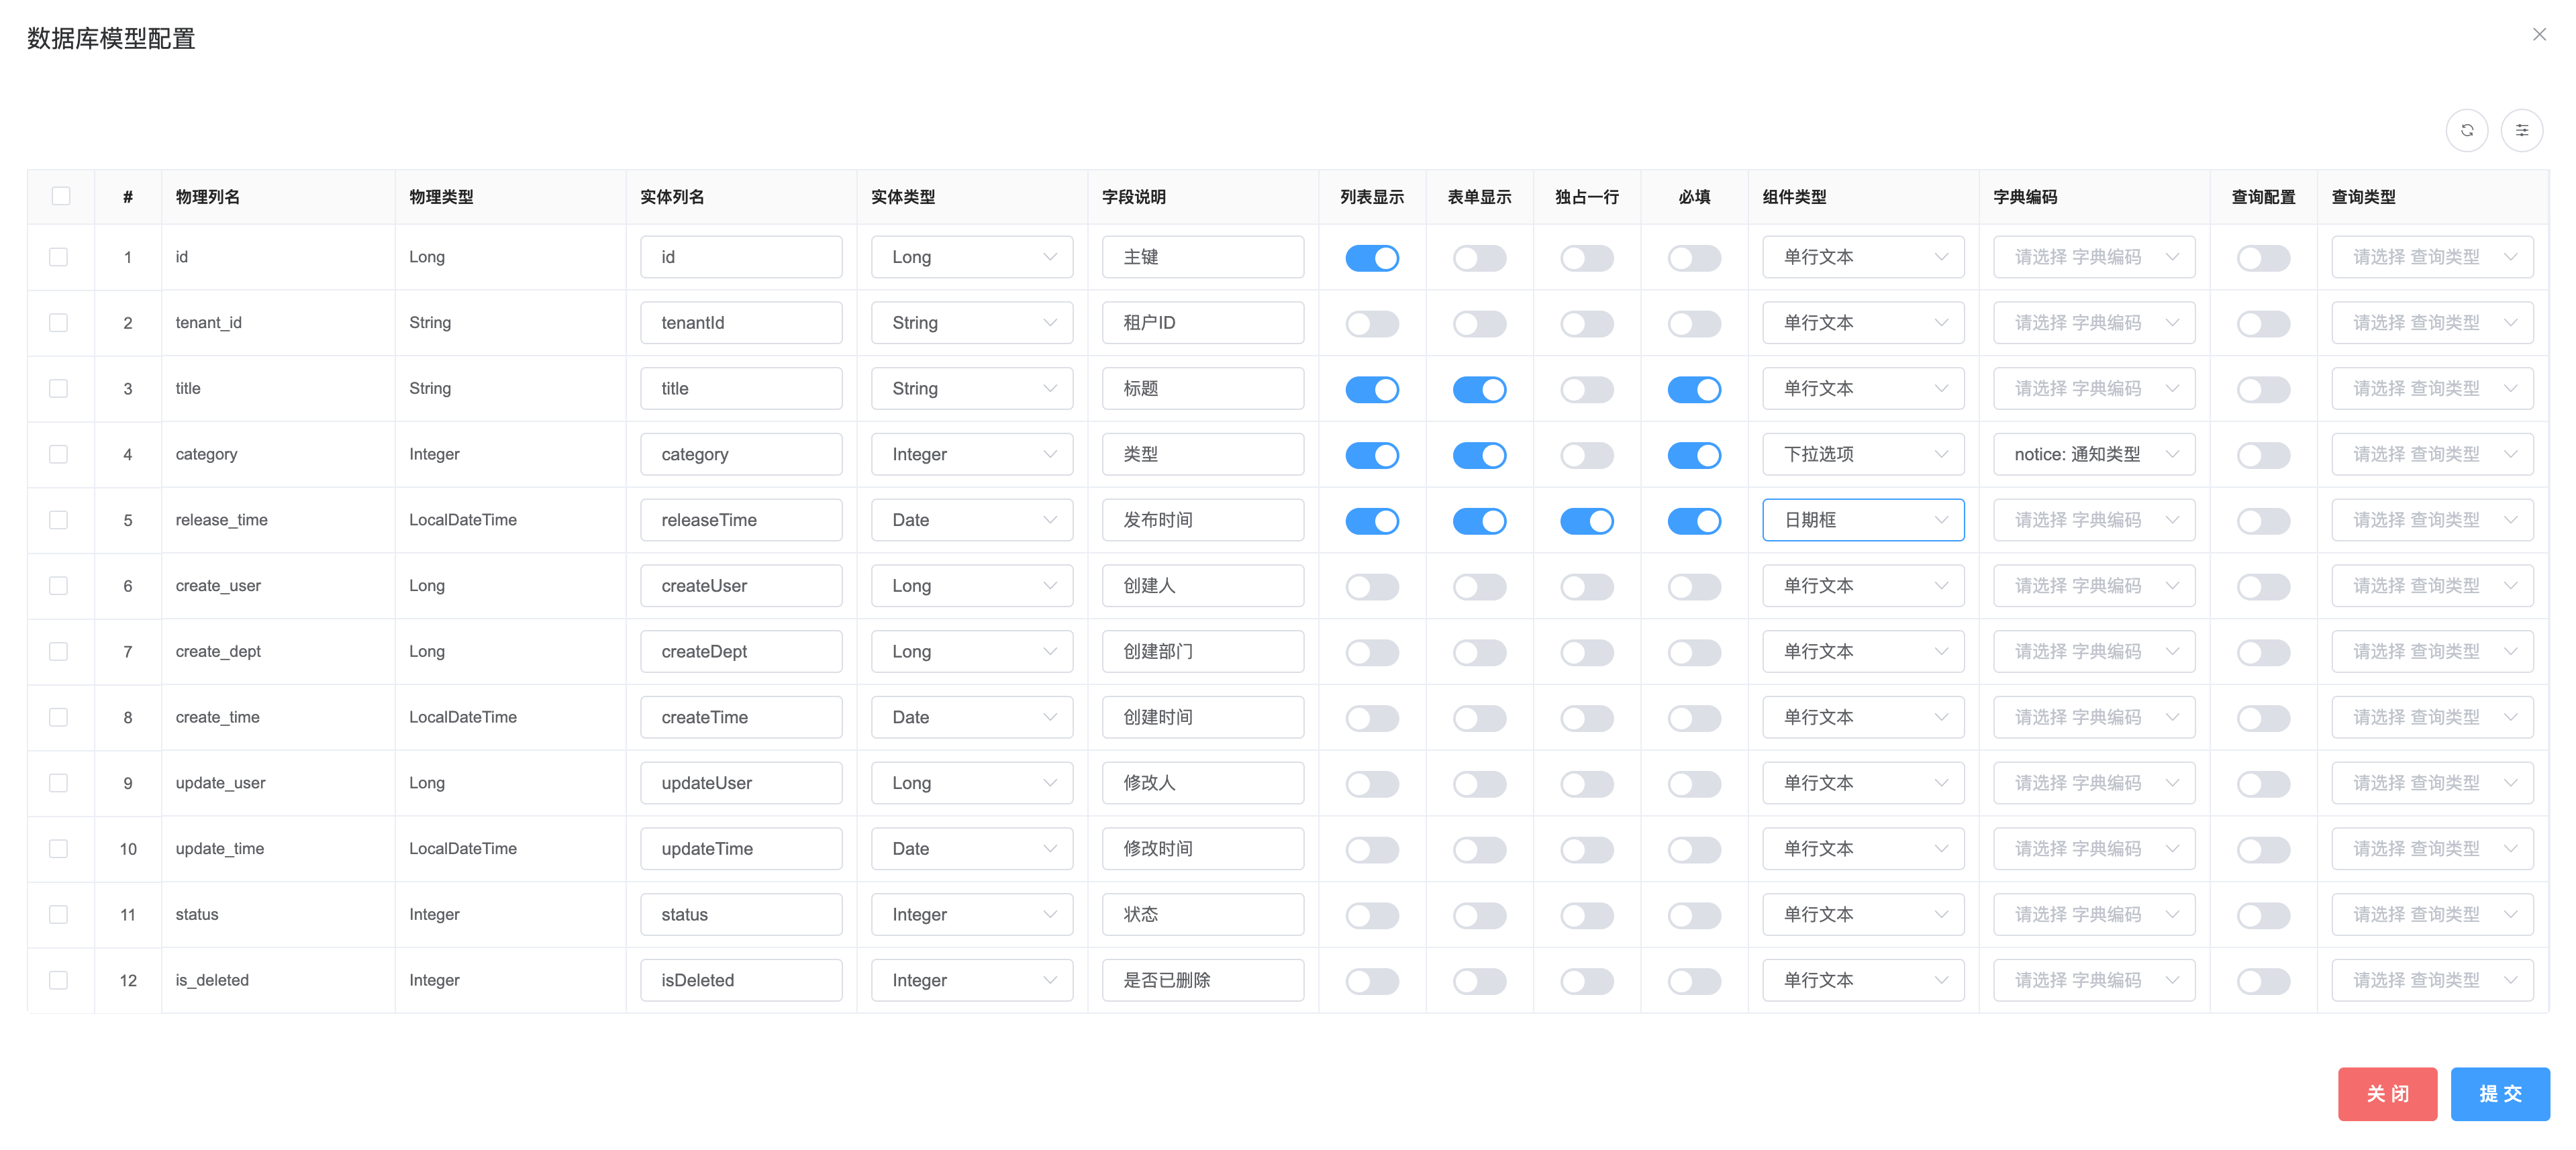 数据库模型配置
# 物理列名 物理类型 实体列名 实体类型 字段说明 列表显示 表单显示 独占一行 必填 组件类型 字典编码 查询配置 查询类型
1 id Long id Long 主键 单行文本 请选择 字典编码 请选择 查询类型
2 tenant_id String tenantId String 租户ID 单行文本 请选择 字典编码 请选择 查询类型
3 title String title String 标题 单行文本 请选择 字典编码 请选择 查询类型
4 category Integer category Integer 类型 下拉选项 notice: 通知类型 请选择 查询类型
5 release_time LocalDateTime releaseTime Date 发布时间 日期框 请选择 字典编码 请选择 查询类型
6 create_user Long createUser Long 创建人 单行文本 请选择 字典编码 请选择 查询类型
7 create_dept Long createDept Long 创建部门 单行文本 请选择 字典编码 请选择 查询类型
8 create_time LocalDateTime createTime Date 创建时间 单行文本 请选择 字典编码 请选择 查询类型
9 update_user Long updateUser Long 修改人 单行文本 请选择 字典编码 请选择 查询类型
10 update_time LocalDateTime updateTime Date 修改时间 单行文本 请选择 字典编码 请选择 查询类型
11 status Integer status Integer 状态 单行文本 请选择 字典编码 请选择 查询类型
12 is_deleted Integer isDeleted Integer 是否已删除 单行文本 请选择 字典编码 请选择 查询类型
关 闭 提 交